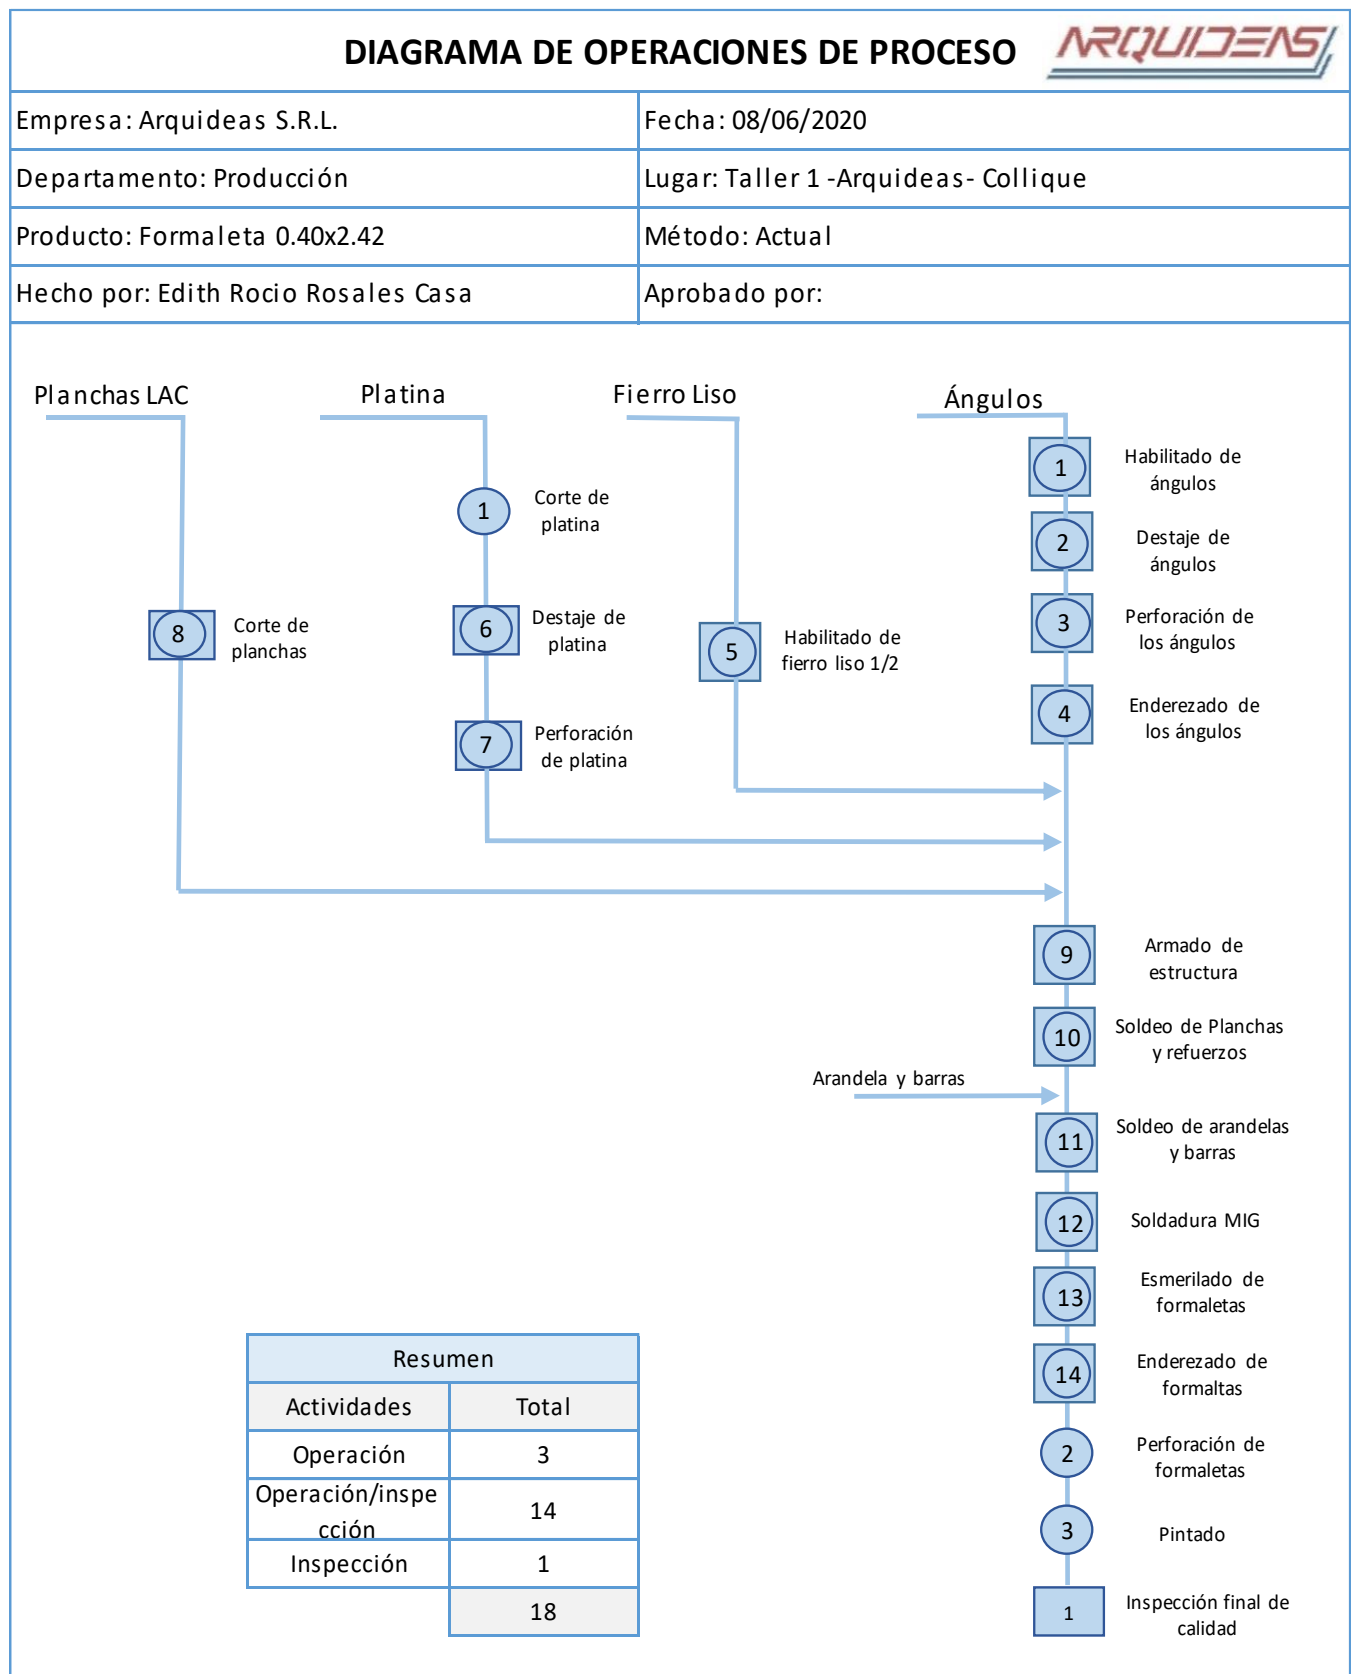 DIAGRAMA DE OPERACIONES DE PROCESO
ARQUIDEAS
Empresa: Arquideas S.R.L.
Fecha: 08/06/2020
Departamento: Producción
Lugar: Taller 1 -Arquideas- Collique
Producto: Formaleta 0.40x2.42
Método: Actual
Hecho por: Edith Rocio Rosales Casa
Aprobado por:
Planchas LAC
Platina
Fierro Liso
Ángulos
1
Habilitado de
ángulos
1
Corte de
platina
2
Destaje de
ángulos
8
Corte de
planchas
6
Destaje de
platina
5
Habilitado de
fierro liso 1/2
3
Perforación de
los ángulos
4
Enderezado de
los ángulos
7
Perforación
de platina
9
Armado de
estructura
10
Soldeo de Planchas
y refuerzos
Arandela y barras
11
Soldeo de arandelas
y barras
12
Soldadura MIG
13
Esmerilado de
formaletas
14
Enderezado de
formaltas
2
Perforación de
formaletas
3
Pintado
1
Inspección final de
calidad
Resumen
Actividades
Total
Operación
3
Operación/inspe
cción
14
Inspección
1
18